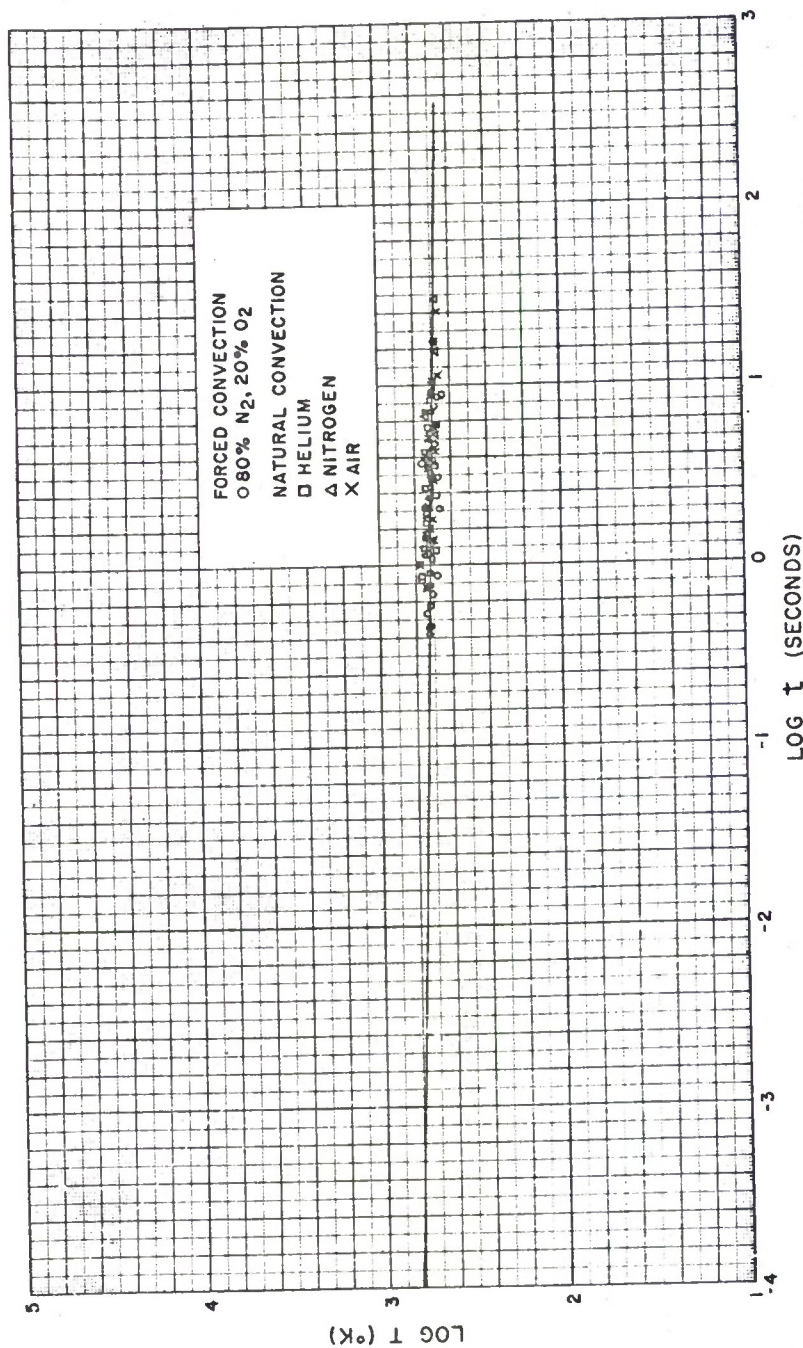 FORCED CONVECTION
O 80% N2, 20% O2
NATURAL CONVECTION
□ HELIUM
△ NITROGEN
X AIR
LOG T (°K)
5
4
3
2
1
-4
-3
-2
-1
0
1
2
3
LOG t (SECONDS)